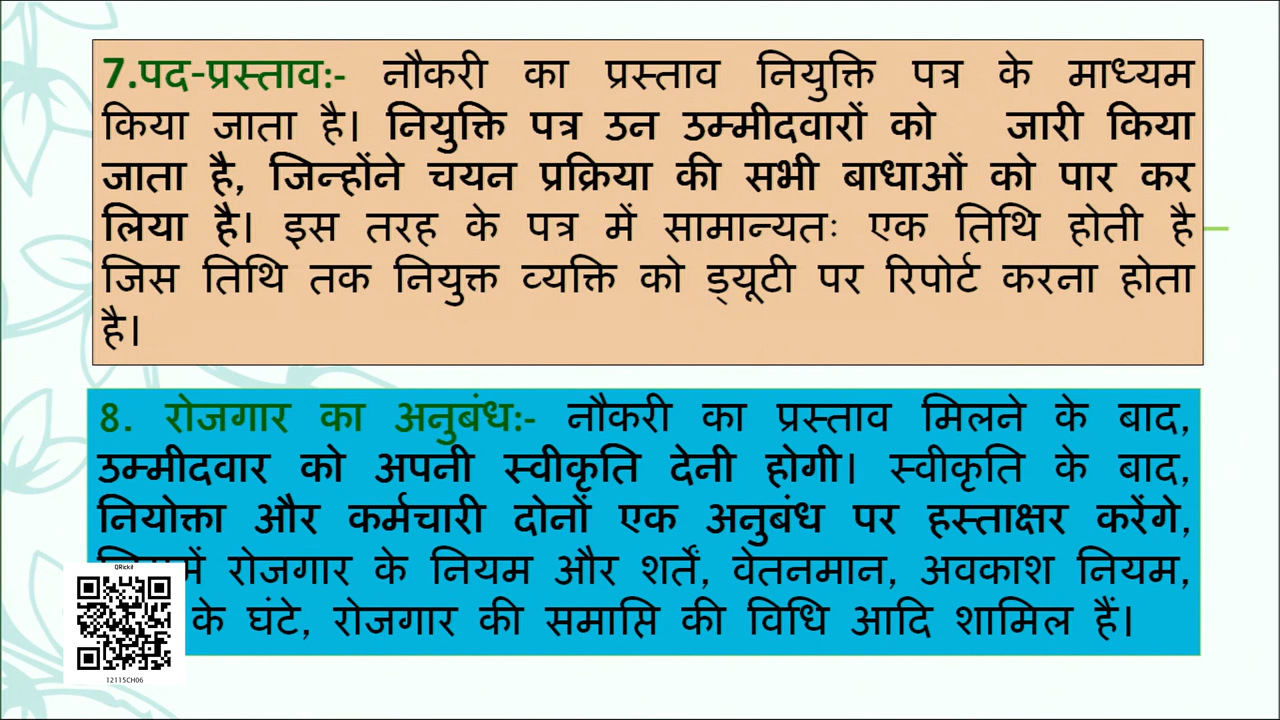 7.पद-प्रस्ताव:- नौकरी का प्रस्ताव नियुक्ति पत्र के माध्यम
किया जाता है। नियुक्ति पत्र उन उम्मीदवारों को जारी किया
जाता है, जिन्होंने चयन प्रक्रिया की सभी बाधाओं को पार कर
लिया है। इस तरह के पत्र में सामान्यतः एक तिथि होती है
जिस तिथि तक नियुक्त व्यक्ति को ड्यूटी पर रिपोर्ट करना होता
है।
8. रोजगार का अनुबंध:- नौकरी का प्रस्ताव मिलने के बाद,
उम्मीदवार को अपनी स्वीकृति देनी होगी। स्वीकृति के बाद,
नियोक्ता और कर्मचारी दोनों एक अनुबंध पर हस्ताक्षर करेंगे,
रोजगार के नियम और शर्तें, वेतनमान, अवकाश नियम,
के घंटे, रोजगार की समाप्ति की विधि आदि शामिल हैं।
QRickit
12115CH06